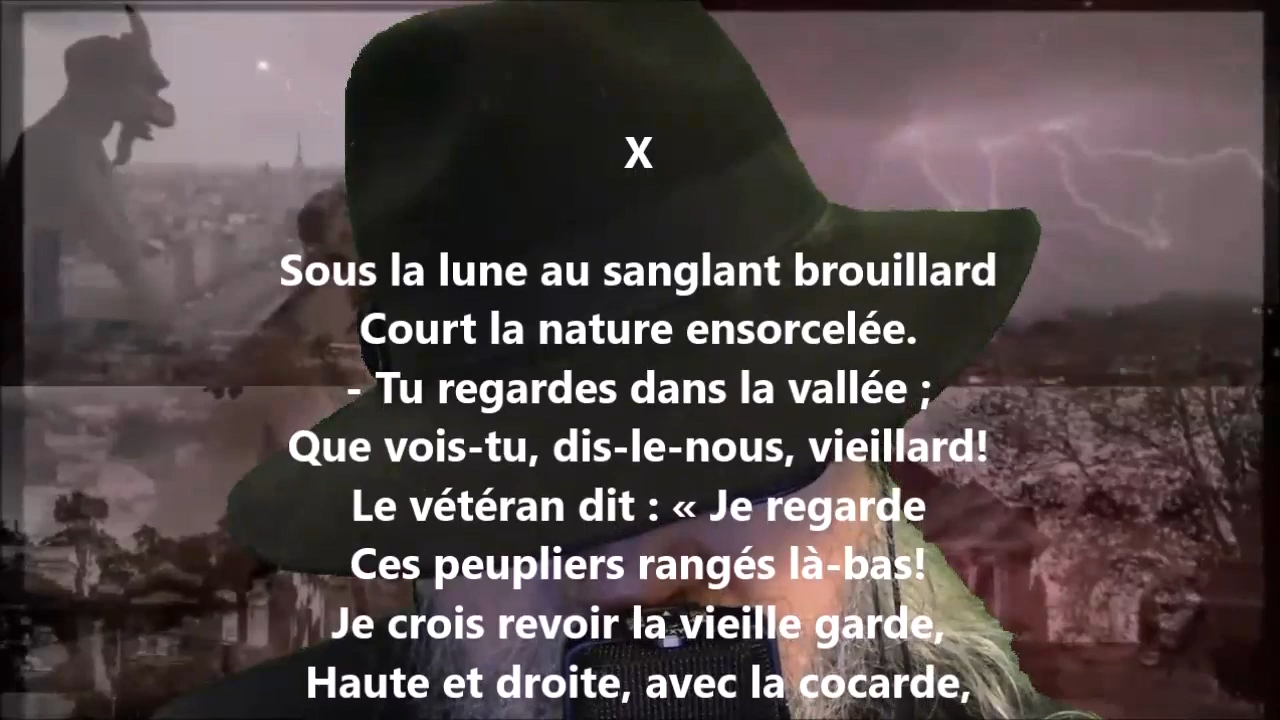 X
Sous la lune au sanglant brouillard
Court la nature ensorcelée.
- Tu regardes dans la vallée ;
Que vois-tu, dis-le-nous, vieillard!
Le vétéran dit : « Je regarde
Ces peupliers rangés là-bas!
Je crois revoir la vieille garde,
Haute et droite, avec la cocarde,